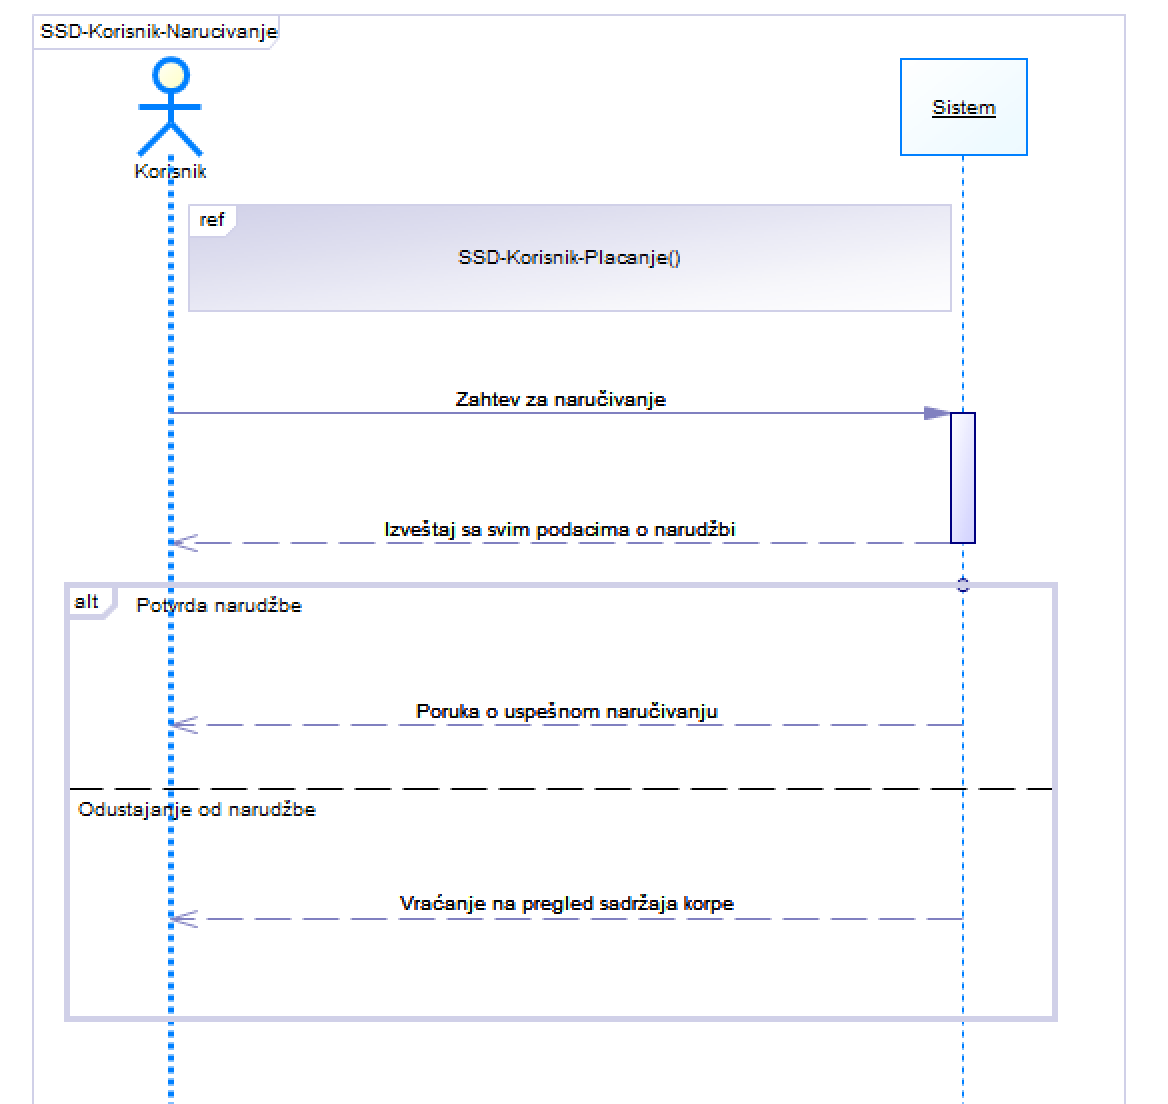 SSD-Korisnik-Narucivanje
Sistem
Korisnik
ref
SSD-Korisnik-Placanje()
Zahtev za naručivanje
Izveštaj sa svim podacima o narudžbi
alt
Potvrda narudžbe
Poruka o uspešnom naručivanju
Odustajanje od narudžbe
Vraćanje na pregled sadržaja korpe